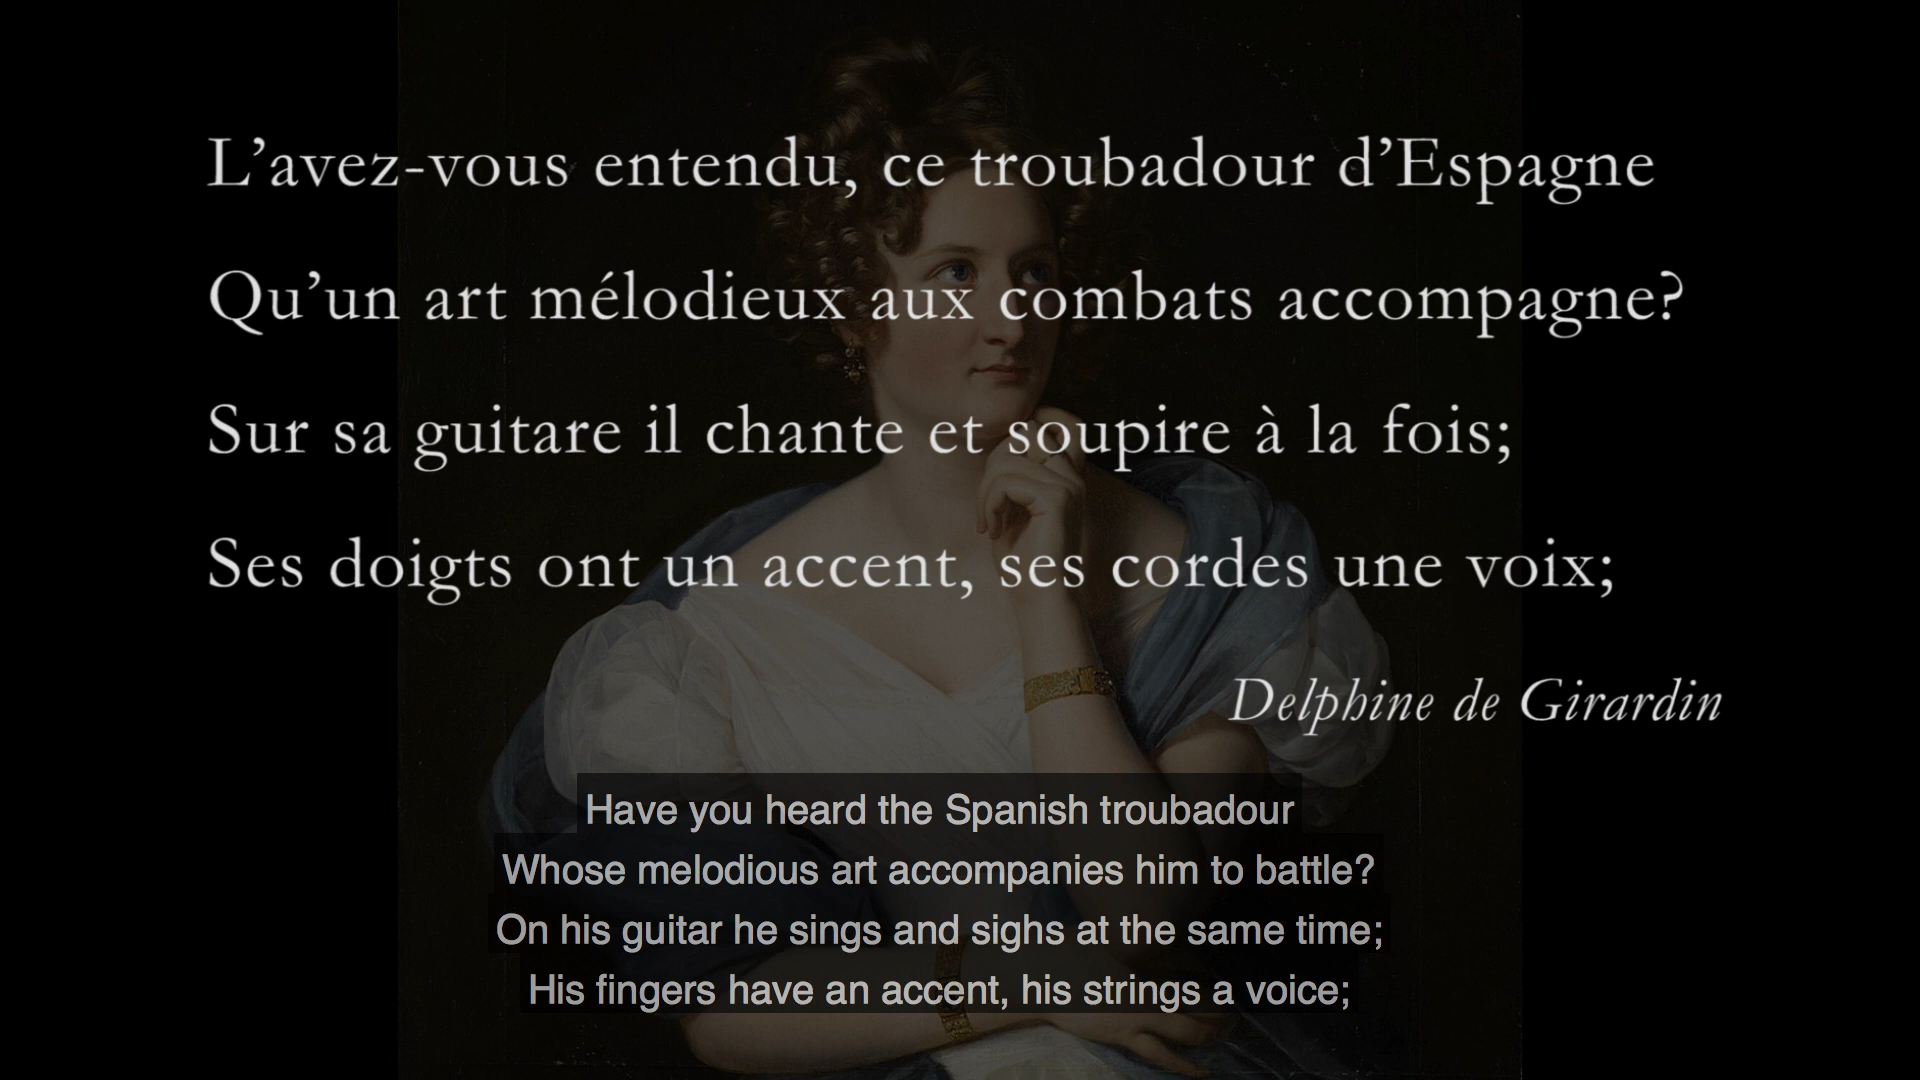 L’avez-vous entendu, ce troubadour d’Espagne
Qu’un art mélodieux aux combats accompagne?
Sur sa guitare il chante et soupire à la fois;
Ses doigts ont un accent, ses cordes une voix;
Delphine de Girardin
Have you heard the Spanish troubadour
Whose melodious art accompanies him to battle?
On his guitar he sings and sighs at the same time;
His fingers have an accent, his strings a voice;